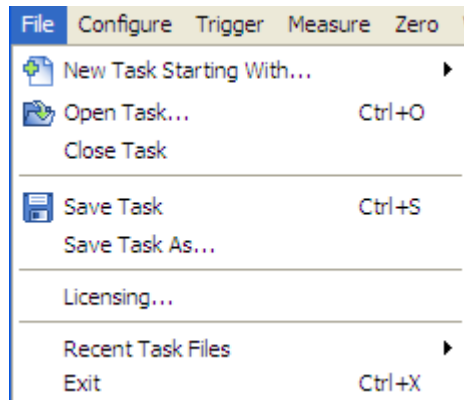 File Configure Trigger Measure Zero
New Task Starting With...
Open Task... Ctrl+O
Close Task
Save Task Ctrl+S
Save Task As...
Licensing...
Recent Task Files
Exit Ctrl+X